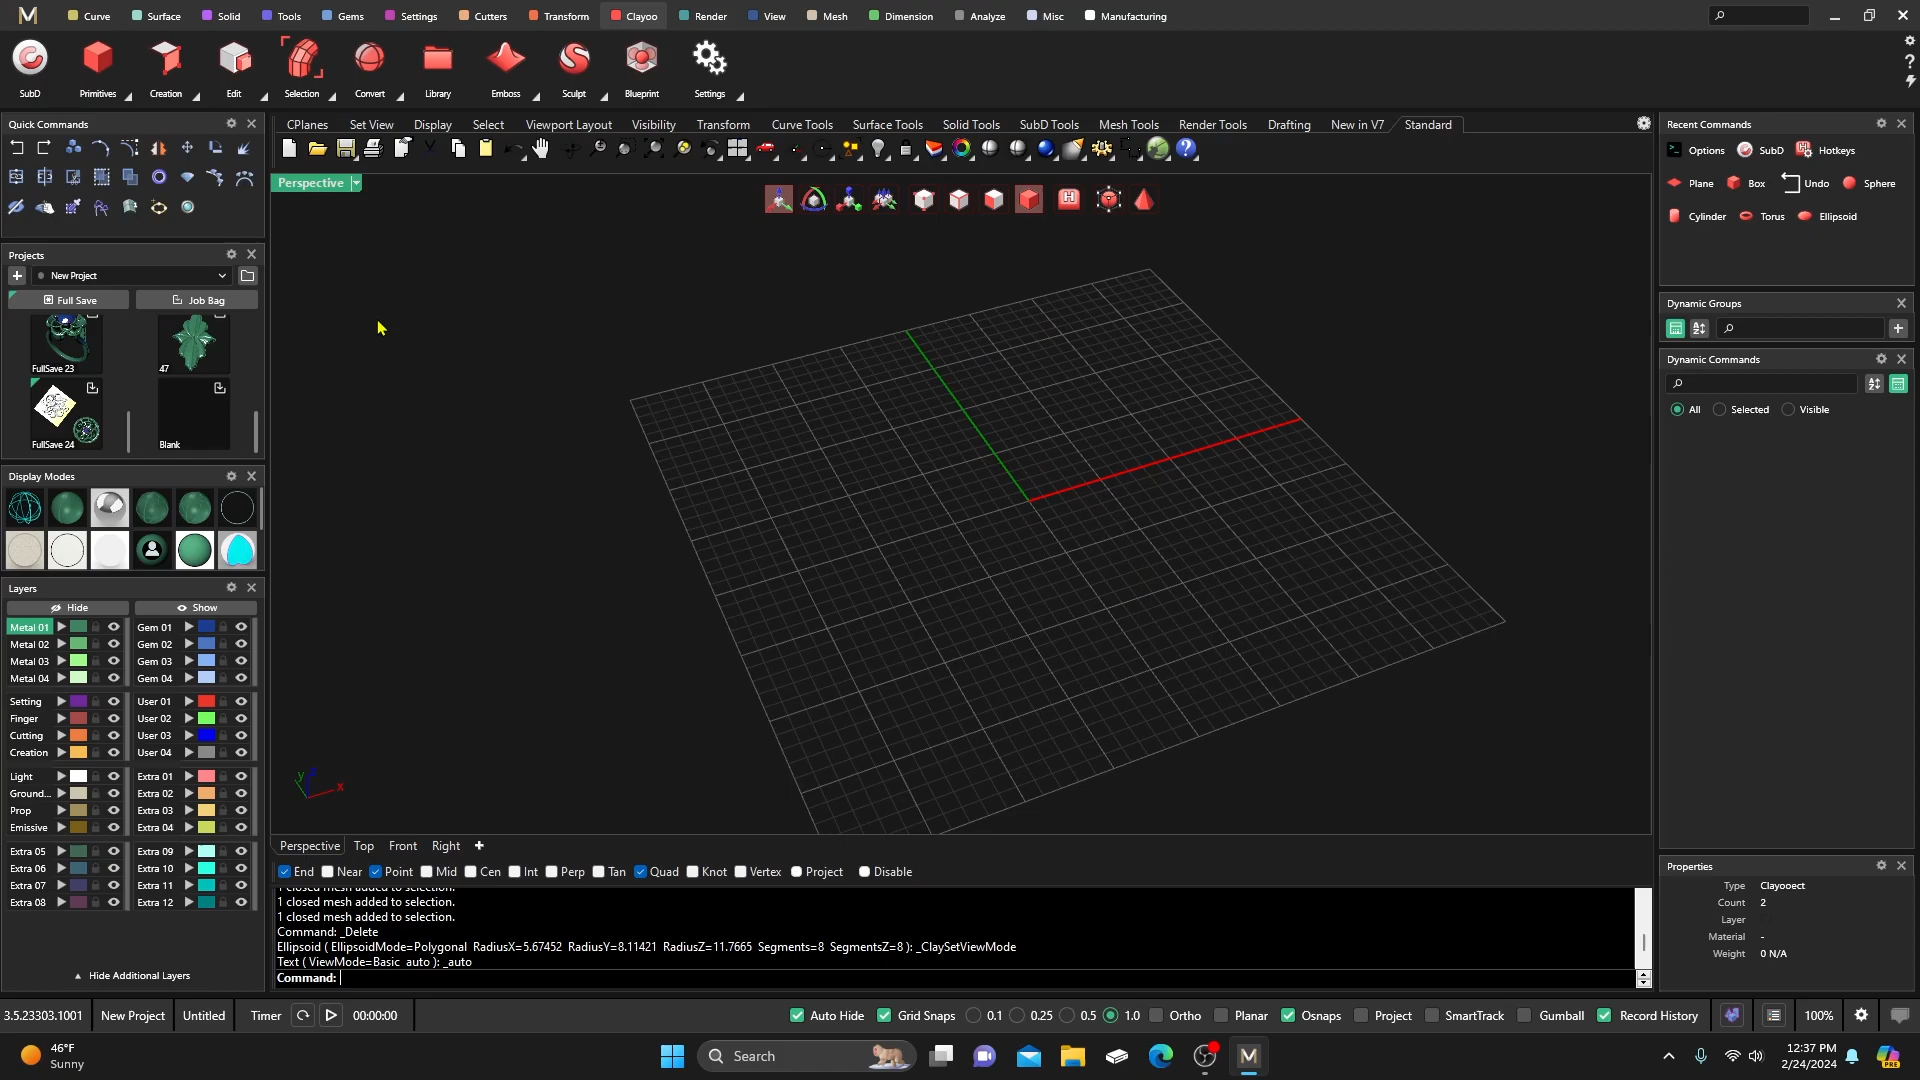 Curve Surface Solid Tools Gems Settings Cutters Transform Clayoo Render View Mesh Dimension Analyze Misc Manufacturing
SubD Primitives Creation Edit Selection Convert Library Emboss Sculpt Blueprint Settings
Quick Commands
CPlanes Set View Display Select Viewport Layout Visibility Transform Curve Tools Surface Tools Solid Tools SubD Tools Mesh Tools Render Tools Drafting New in V7 Standard
Perspective
Projects
New Project
Full Save Job Bag
FullSave 23 47
FullSave 24 Blank
Display Modes
Layers
Hide Show
Metal 01 Gem 01
Metal 02 Gem 02
Metal 03 Gem 03
Metal 04 Gem 04
Setting User 01
Finger User 02
Cutting User 03
Creation User 04
Light Extra 01
Ground... Extra 02
Prop Extra 03
Emissive Extra 04
Extra 05 Extra 09
Extra 06 Extra 10
Extra 07 Extra 11
Extra 08 Extra 12
Hide Additional Layers
y x
Perspective Top Front Right
End Near Point Mid Cen Int Perp Tan Quad Knot Vertex Project Disable
1 closed mesh added to selection.
1 closed mesh added to selection.
1 closed mesh added to selection.
Command: _Delete
Ellipsoid ( EllipsoidMode=Polygonal RadiusX=5.67452 RadiusY=8.11421 RadiusZ=11.7665 Segments=8 SegmentsZ=8 ): _ClaySetViewMode
Text ( ViewMode=Basic auto ): _auto
Command:
Recent Commands
Options SubD Hotkeys
Plane Box Undo Sphere
Cylinder Torus Ellipsoid
Dynamic Groups
Dynamic Commands
All Selected Visible
Properties
Type Clayooect
Count 2
Layer
Material -
Weight 0 N/A
3.5.23303.1001 New Project Untitled Timer 00:00:00 Auto Hide Grid Snaps 0.1 0.25 0.5 1.0 Ortho Planar Osnaps Project SmartTrack Gumball Record History 100%
46°F
Sunny
Search
12:37 PM
2/24/2024